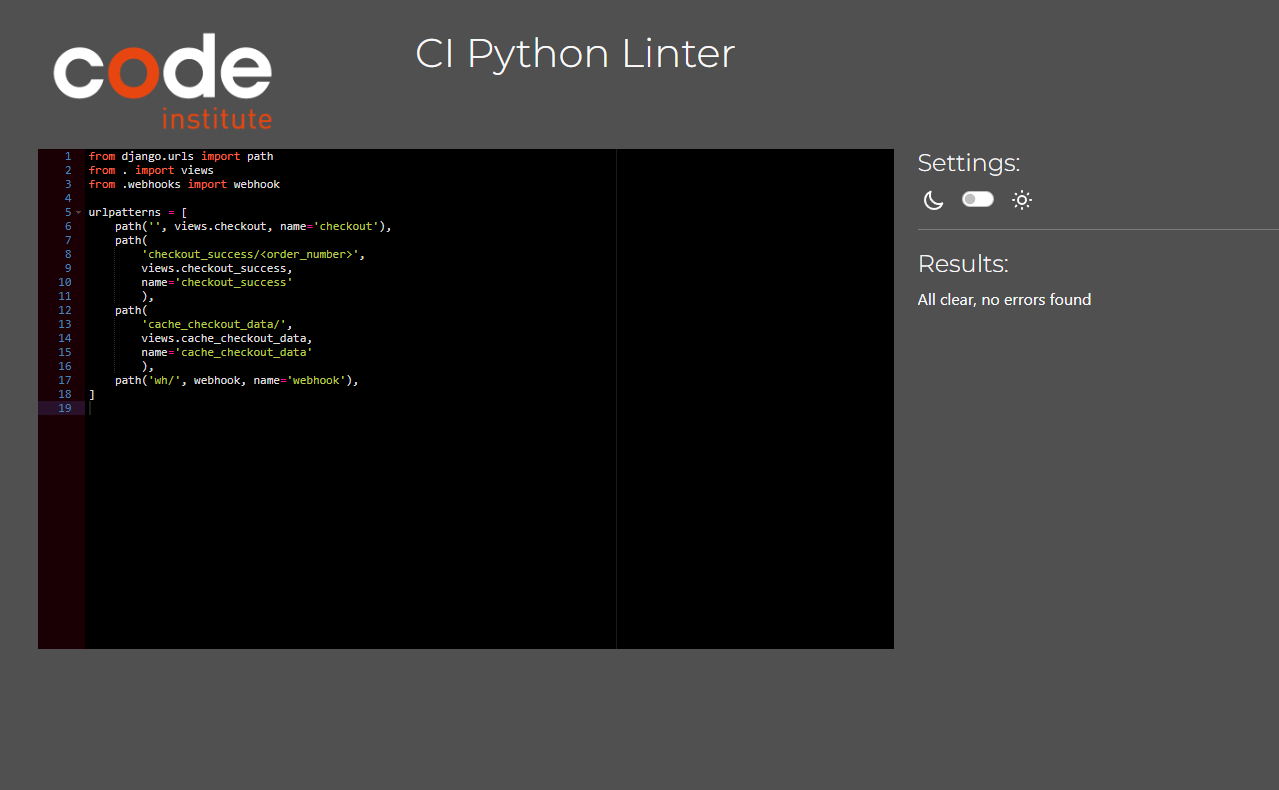 code
institute
CI Python Linter
1 from django.urls import path
2 from . import views
3 from .webhooks import webhook
4
5 urlpatterns = [
6     path('', views.checkout, name='checkout'),
7     path(
8         'checkout_success/<order_number>',
9         views.checkout_success,
10         name='checkout_success'
11         ),
12     path(
13         'cache_checkout_data/',
14         views.cache_checkout_data,
15         name='cache_checkout_data'
16         ),
17     path('wh/', webhook, name='webhook'),
18 ]
19
Settings:
Results:
All clear, no errors found